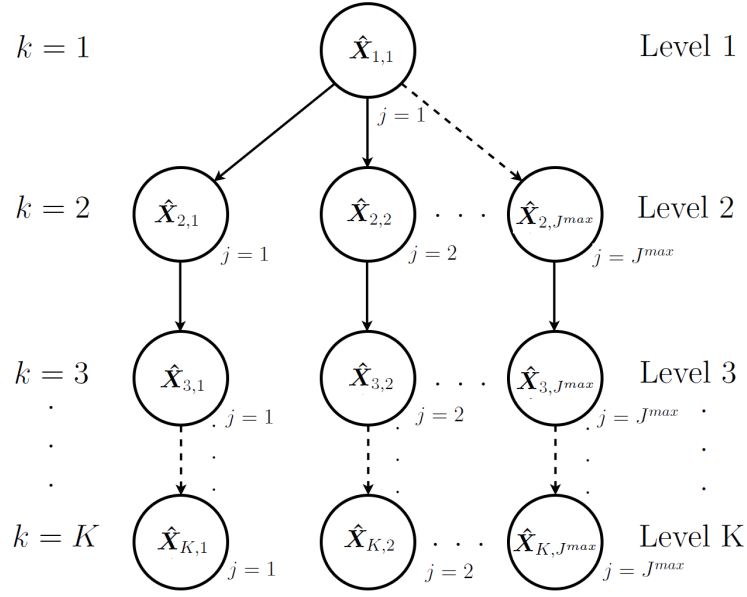 k = 1 X̂₁,₁ Level 1
j = 1
k = 2 X̂₂,₁ X̂₂,₂ . . . X̂₂,Jᵐᵃˣ Level 2
j = 1 j = 2 j = Jᵐᵃˣ
k = 3 X̂₃,₁ X̂₃,₂ . . . X̂₃,Jᵐᵃˣ Level 3
j = 1 j = 2 j = Jᵐᵃˣ
k = K X̂_{K,1} X̂_{K,2} . . . X̂_{K,Jᵐᵃˣ} Level K
j = 1 j = 2 j = Jᵐᵃˣ